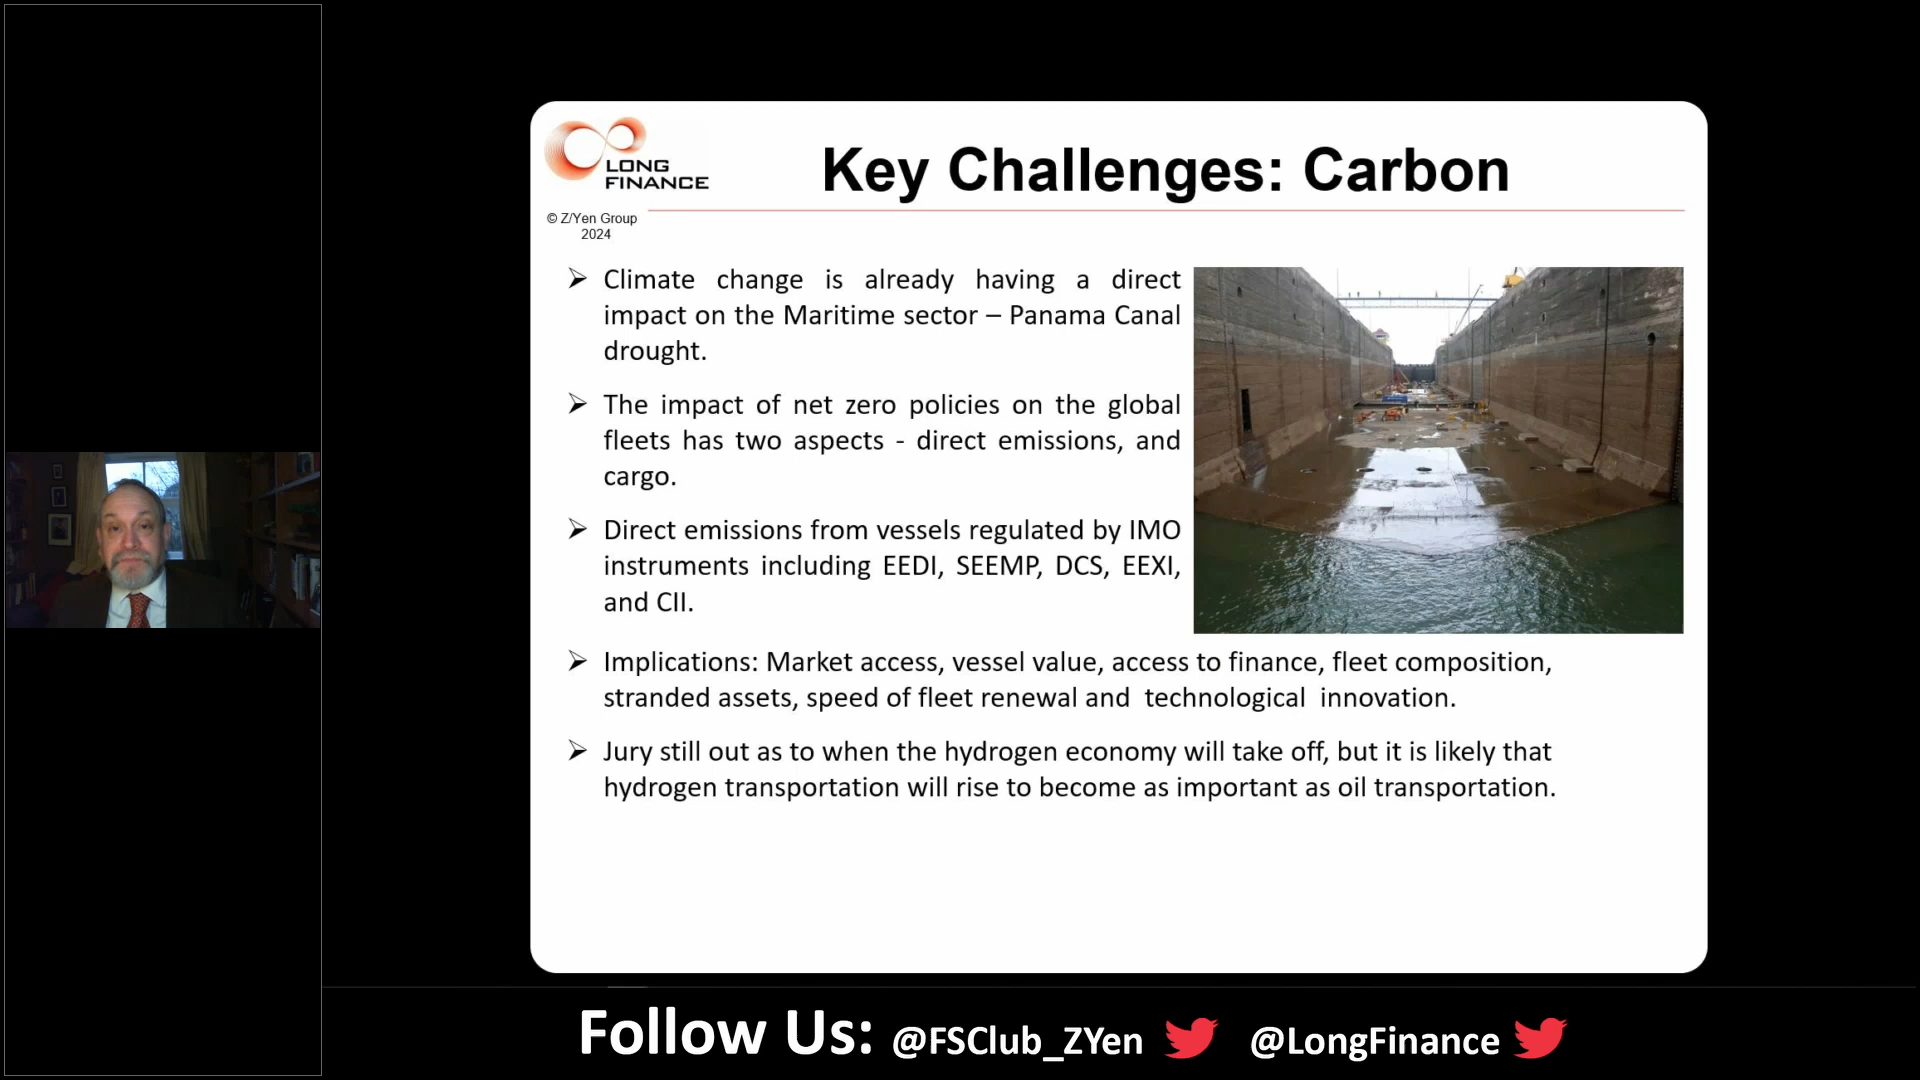 LONG
FINANCE
Key Challenges: Carbon
© Z/Yen Group
2024
➢ Climate change is already having a direct
impact on the Maritime sector – Panama Canal
drought.
➢ The impact of net zero policies on the global
fleets has two aspects - direct emissions, and
cargo.
➢ Direct emissions from vessels regulated by IMO
instruments including EEDI, SEEMP, DCS, EEXI,
and CII.
➢ Implications: Market access, vessel value, access to finance, fleet composition,
stranded assets, speed of fleet renewal and technological innovation.
➢ Jury still out as to when the hydrogen economy will take off, but it is likely that
hydrogen transportation will rise to become as important as oil transportation.
Follow Us: @FSClub_ZYen @LongFinance